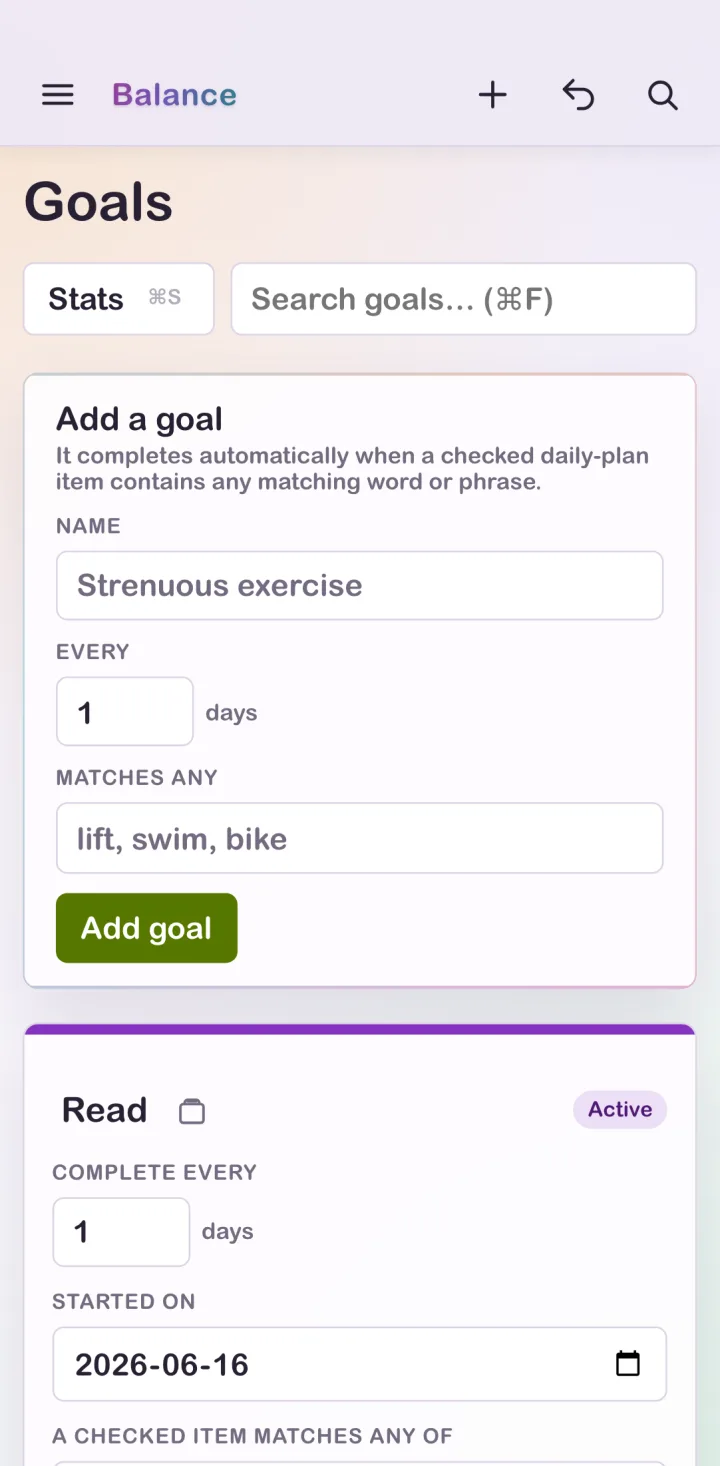 Balance
Goals
Stats ⌘S
Search goals... (⌘F)
Add a goal
It completes automatically when a checked daily-plan
item contains any matching word or phrase.
NAME
Strenuous exercise
EVERY
1 days
MATCHES ANY
lift, swim, bike
Add goal
Read
Active
COMPLETE EVERY
1 days
STARTED ON
2026-06-16
A CHECKED ITEM MATCHES ANY OF